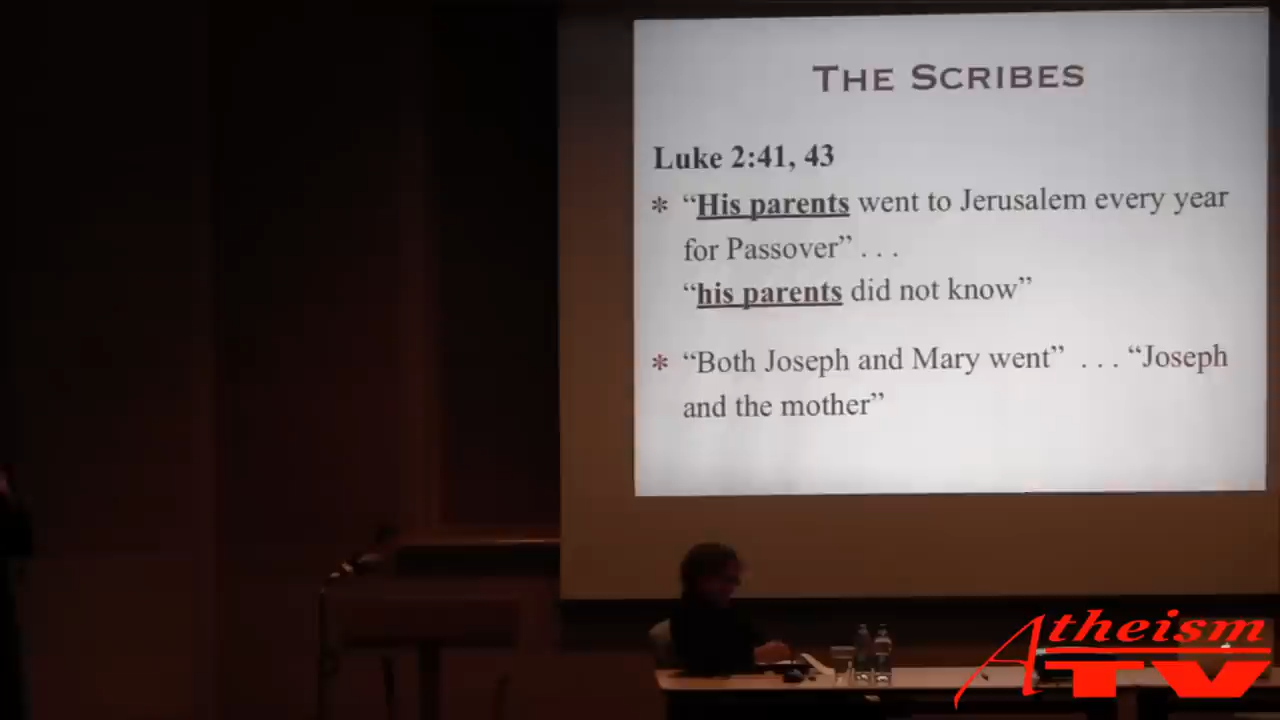 THE SCRIBES
Luke 2:41, 43
* “His parents went to Jerusalem every year
for Passover” . . .
“his parents did not know”
* “Both Joseph and Mary went” . . . “Joseph
and the mother”
Atheism
TV